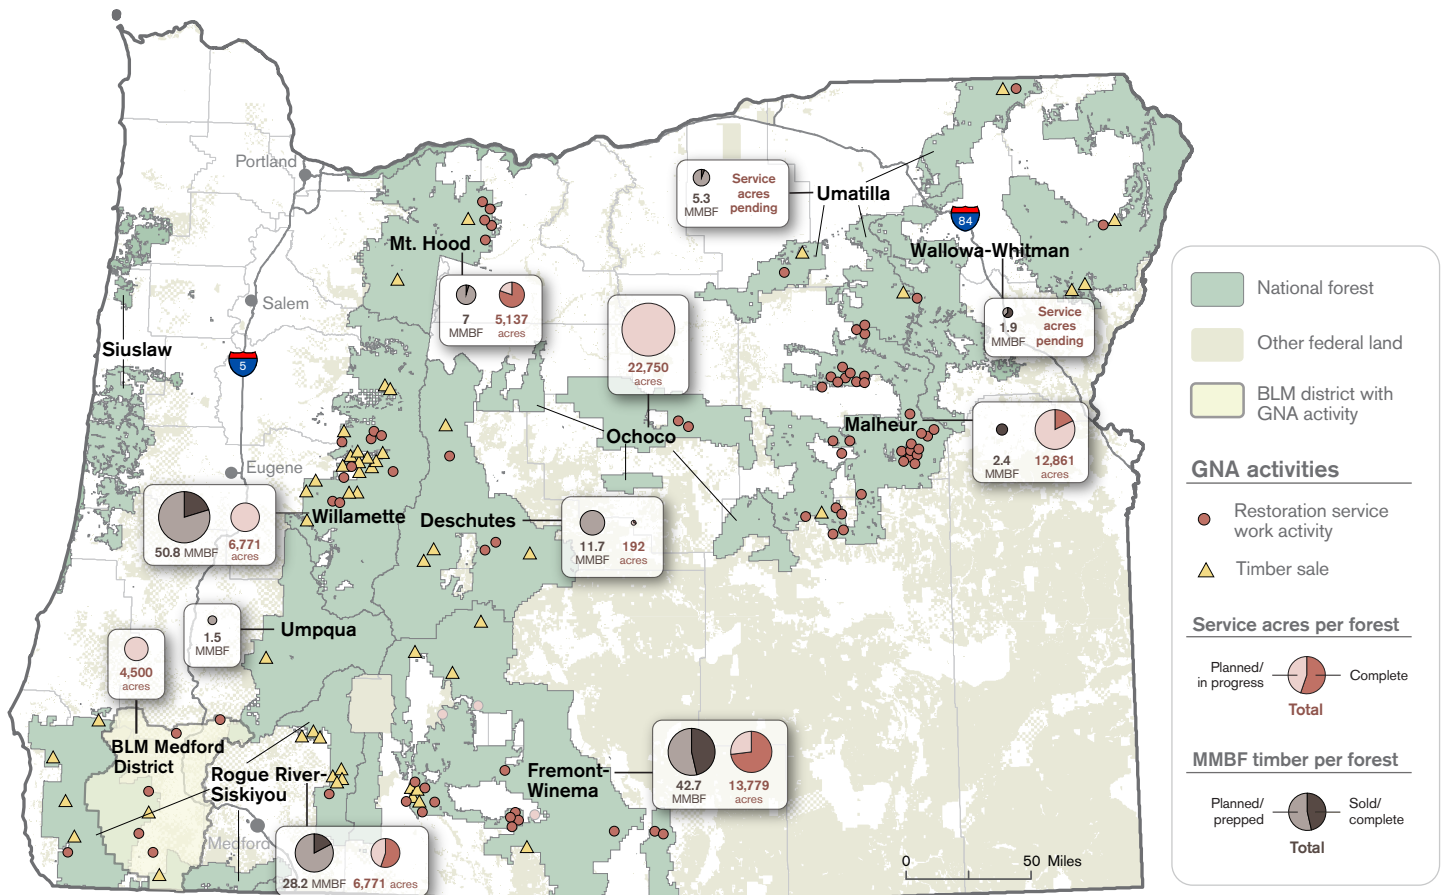 Portland
Salem
5
Eugene
Medford
84
Siuslaw
Mt. Hood
7
MMBF
5,137
acres
5.3
MMBF
Service
acres
pending
Umatilla
Wallowa-Whitman
1.9
MMBF
Service
acres
pending
22,750
acres
Ochoco
Malheur
2.4
MMBF
12,861
acres
50.8 MMBF
6,771
acres
Willamette
Deschutes
11.7
MMBF
192
acres
1.5
MMBF
Umpqua
4,500
acres
BLM Medford
District
Rogue River-
Siskiyou
28.2 MMBF 6,771 acres
Fremont-
Winema
42.7
MMBF
13,779
acres
0 50 Miles
National forest
Other federal land
BLM district with
GNA activity
GNA activities
Restoration service
work activity
Timber sale
Service acres per forest
Planned/
in progress
Complete
Total
MMBF timber per forest
Planned/
prepped
Sold/
complete
Total